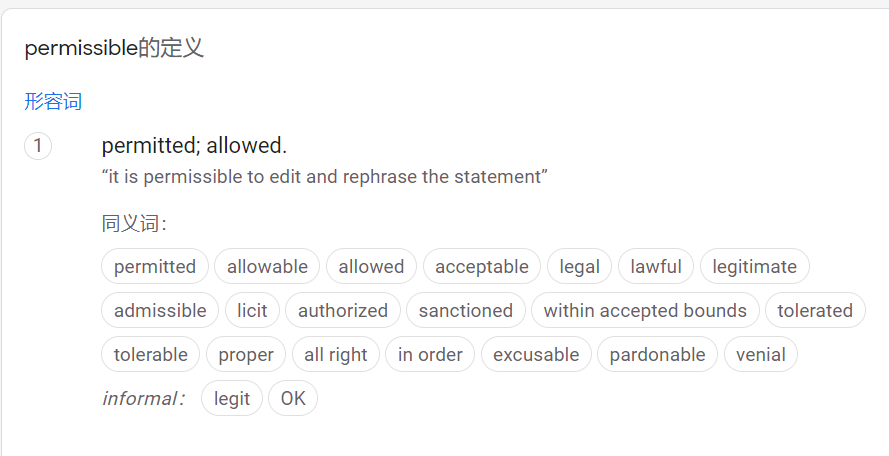 permissible的定义
形容词
1 permitted; allowed.
“it is permissible to edit and rephrase the statement”
同义词：
permitted allowable allowed acceptable legal lawful legitimate
admissible licit authorized sanctioned within accepted bounds tolerated
tolerable proper all right in order excusable pardonable venial
informal： legit OK